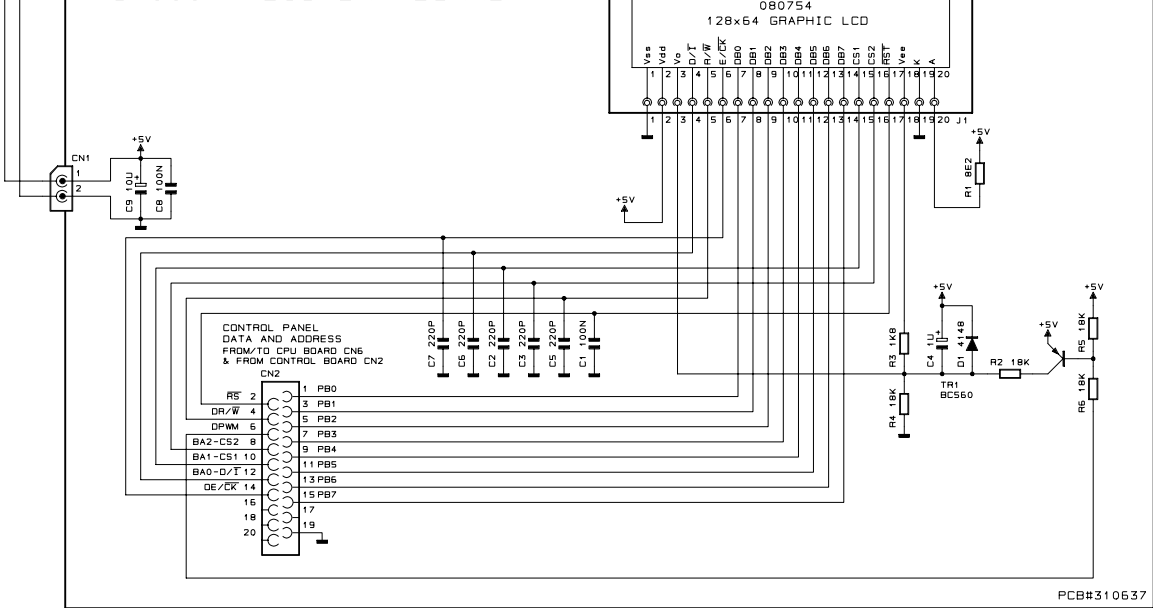 080754
128x64 GRAPHIC LCD
Vss Vdd Vo D/I R/W E/CK DB0 DB1 DB2 DB3 DB4 DB5 DB6 DB7 CS1 CS2 RST Vee K A
1 2 3 4 5 6 7 8 9 10 11 12 13 14 15 16 17 18 19 20
1 2 3 4 5 6 7 8 9 10 11 12 13 14 15 16 17 18 19 20
J1
+5V
R1 8E2
CN1
1
2
+5V
C9 10U
+
C8 100N
+5V
C7 220P
C6 220P
C2 220P
C3 220P
C5 220P
C1 100N
CONTROL PANEL
DATA AND ADDRESS
FROM/TO CPU BOARD CN6
& FROM CONTROL BOARD CN2
CN2
RS 2
DR/W 4
DPWM 6
BA2-CS2 8
BA1-CS1 10
BA0-D/I 12
DE/CK 14
16
18
20
1 PB0
3 PB1
5 PB2
7 PB3
9 PB4
11 PB5
13 PB6
15 PB7
17
19
R3 1K8
R4 18K
+5V
C4 1U
+
D1 4148
R2 18K
TR1
BC560
+5V
+5V
R5 18K
R6 18K
PCB#310637